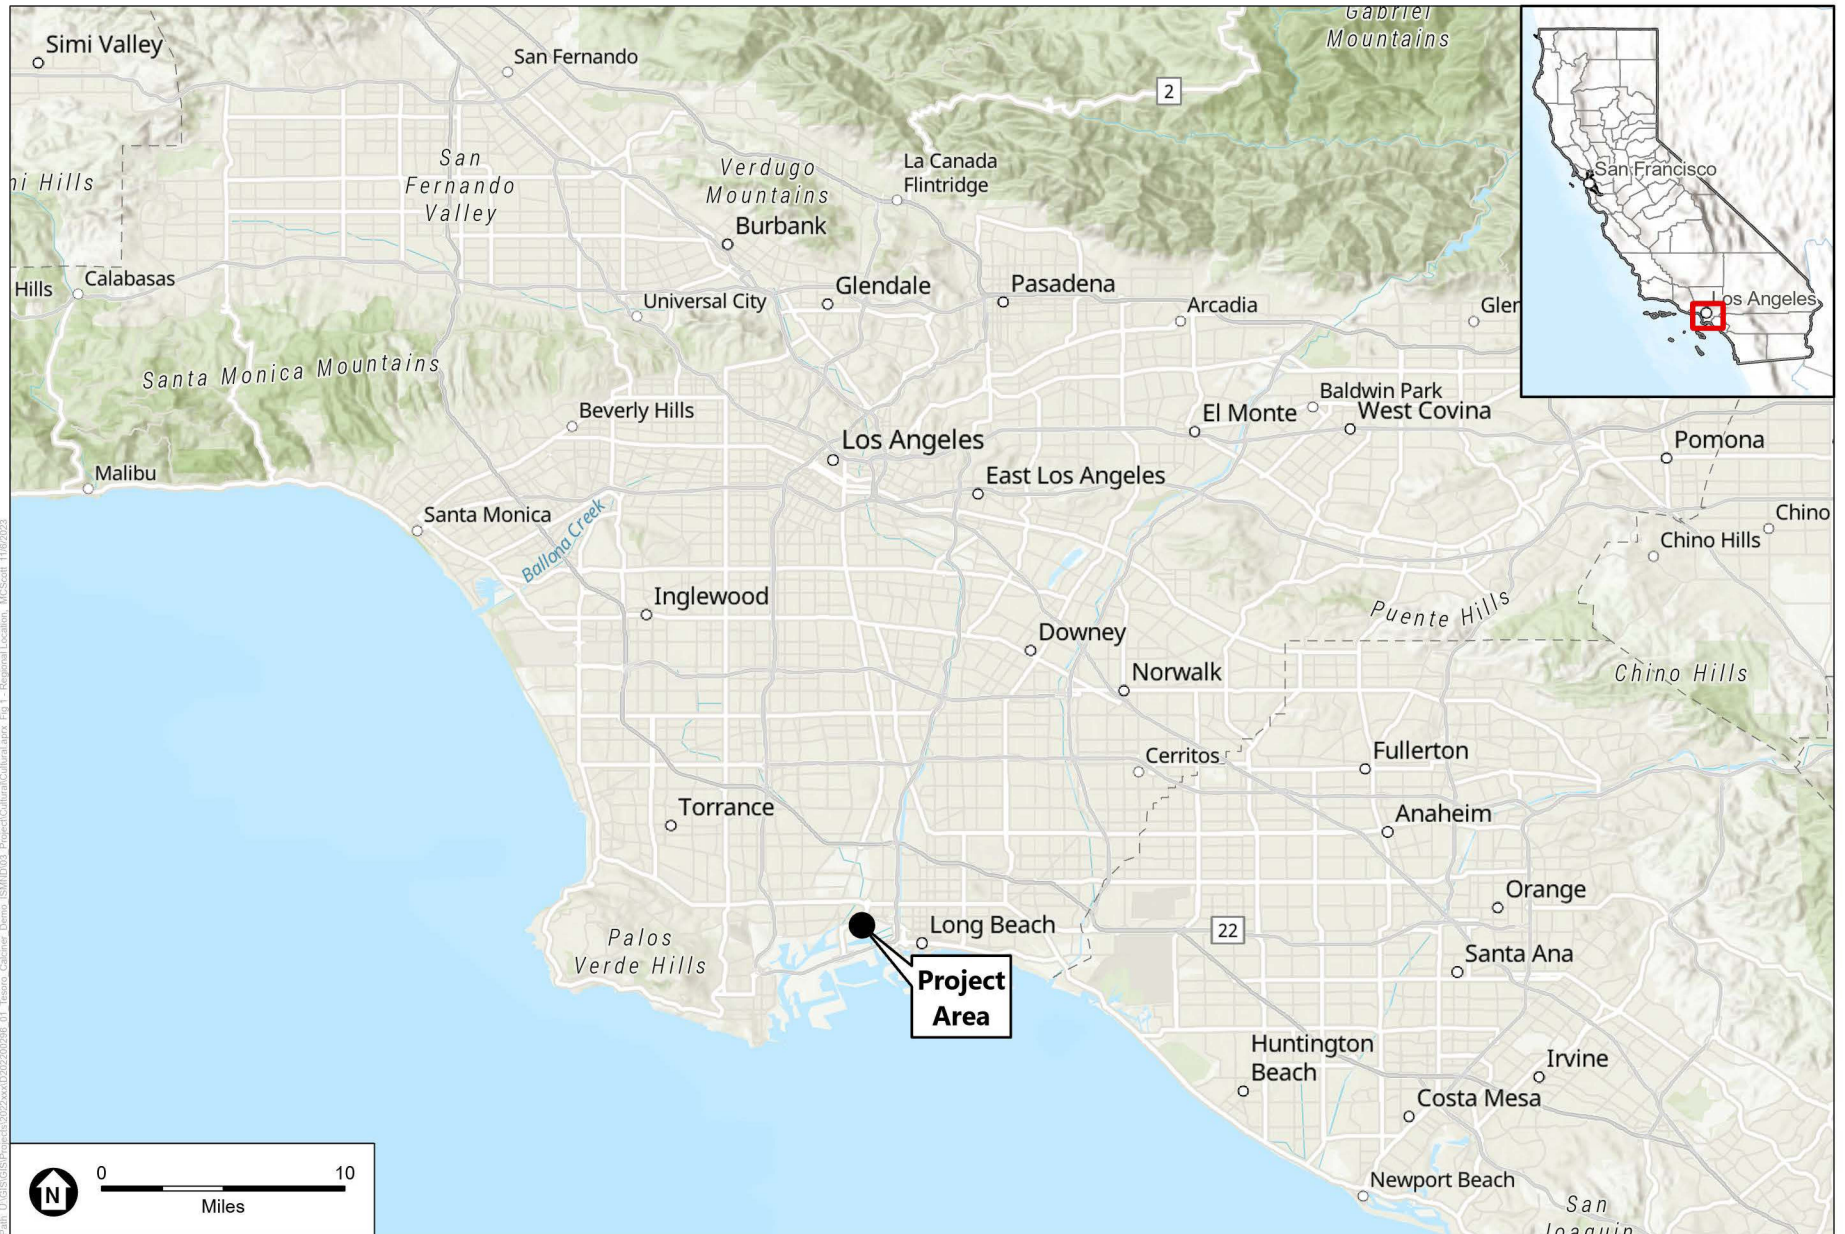 Simi Valley
San Fernando
Gabriel
Mountains
2
San
Fernando
Valley
Verdugo
Mountains
La Canada
Flintridge
ni Hills
Burbank
Hills
Calabasas
Universal City
Glendale
Pasadena
Arcadia
Glen
San Francisco
Los Angeles
Santa Monica Mountains
Beverly Hills
Baldwin Park
El Monte
West Covina
Los Angeles
Pomona
Malibu
East Los Angeles
Santa Monica
Ballona Creek
Chino
Chino Hills
Inglewood
Puente Hills
Downey
Norwalk
Chino Hills
Cerritos
Fullerton
Torrance
Anaheim
Orange
Palos
Verde Hills
Long Beach
22
Santa Ana
Project
Area
Huntington
Beach
Irvine
Costa Mesa
Newport Beach
San
Joaquin
N
0
10
Miles